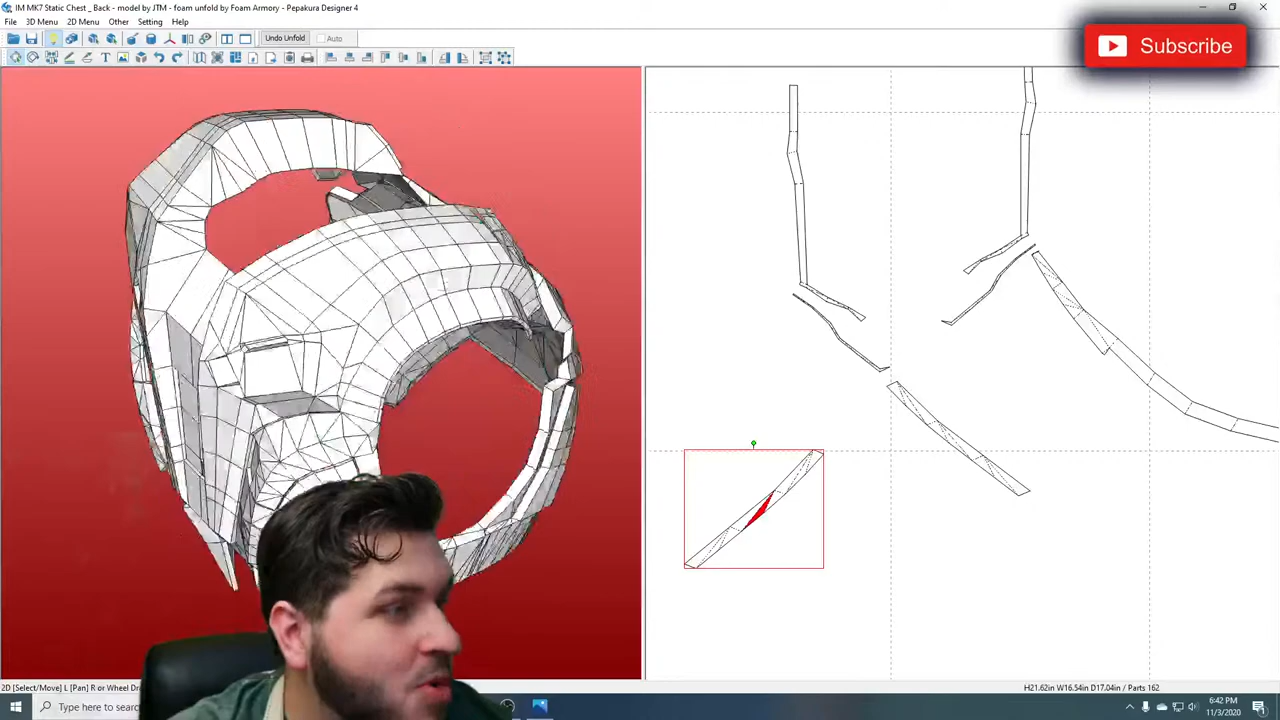 IM MK7 Static Chest _ Back - model by JTM - foam unfold by Foam Armory - Pepakura Designer 4
File 3D Menu 2D Menu Other Setting Help
Subscribe
Undo Unfold
Auto
2D [Select/Move] L [Pan] R or Wheel Dr
H21.62in W16.54in D17.04in / Parts 162
Type here to search
6:42 PM
11/3/2020